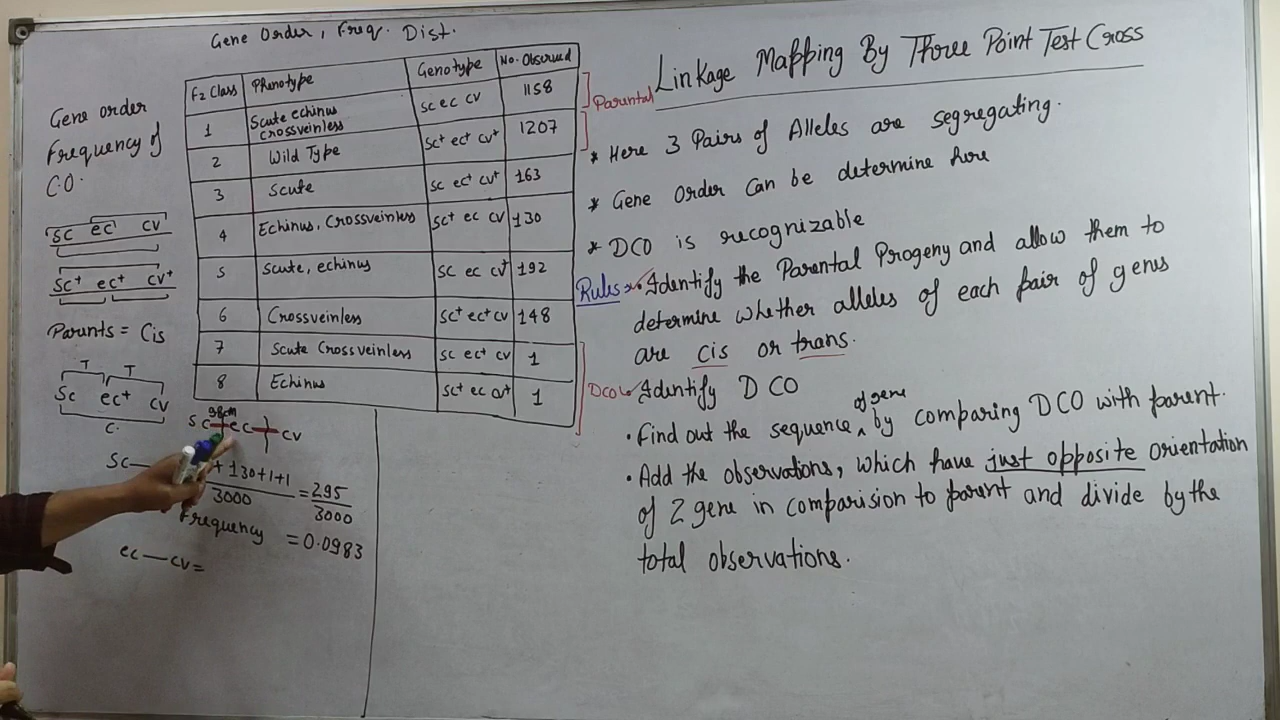 Gene Order, Freq. Dist.
Linkage Mapping By Three Point Test Cross
Gene order
Frequency of
C.O.
sc ec cv
sc+ ec+ cv+
Parents = Cis
T T
Sc ec+ cv
C.
F2 Class Phenotype Genotype No. Observed
1 Scute echinus crossveinless sc ec cv 1158
2 Wild Type sc+ ec+ cv+ 1207
3 Scute sc ec+ cv+ 163
4 Echinus, Crossveinless sc+ ec cv 130
5 Scute, echinus sc ec cv+ 192
6 Crossveinless sc+ ec+ cv 148
7 Scute Crossveinless sc ec+ cv 1
8 Echinus sc+ ec cv+ 1
Parental
DCO
sc ec cv
sc—
+ 130+1+1
3000
= 295
3000
Frequency = 0.0983
ec — cv =
* Here 3 Pairs of Alleles are segregating.
* Gene Order Can be determine here
* DCO is recognizable
Rules • Identify the Parental Progeny and allow them to
determine whether alleles of each pair of genes
are cis or trans.
• Identify DCO
• Find out the sequence of gene by comparing DCO with parent.
• Add the observations, which have just opposite orientation
of 2 gene in comparision to parent and divide by the
total observations.